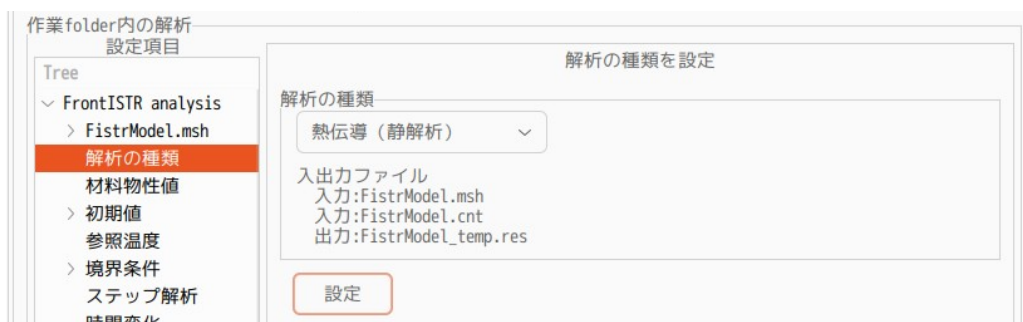 作業folder内の解析
設定項目
Tree
FrontISTR analysis
FistrModel.msh
解析の種類
材料物性値
初期値
参照温度
境界条件
ステップ解析
時間変化
解析の種類を設定
解析の種類
熱伝導（静解析）
入出力ファイル
入力:FistrModel.msh
入力:FistrModel.cnt
出力:FistrModel_temp.res
設定